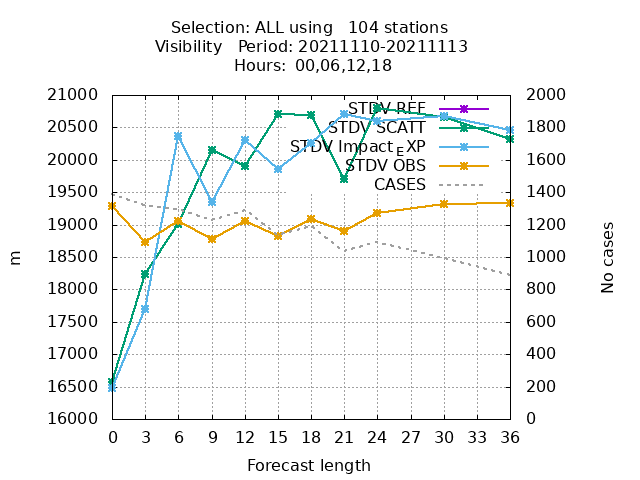 Selection: ALL using   104 stations
Visibility   Period: 20211110-20211113
Hours:  00,06,12,18
21000
20500
20000
19500
19000
18500
18000
17500
17000
16500
16000
m
STDV REF
STDV SCATT
STDV Impact_EXP
STDV OBS
CASES
2000
1800
1600
1400
1200
1000
800
600
400
200
0
No cases
0 3 6 9 12 15 18 21 24 27 30 33 36
Forecast length